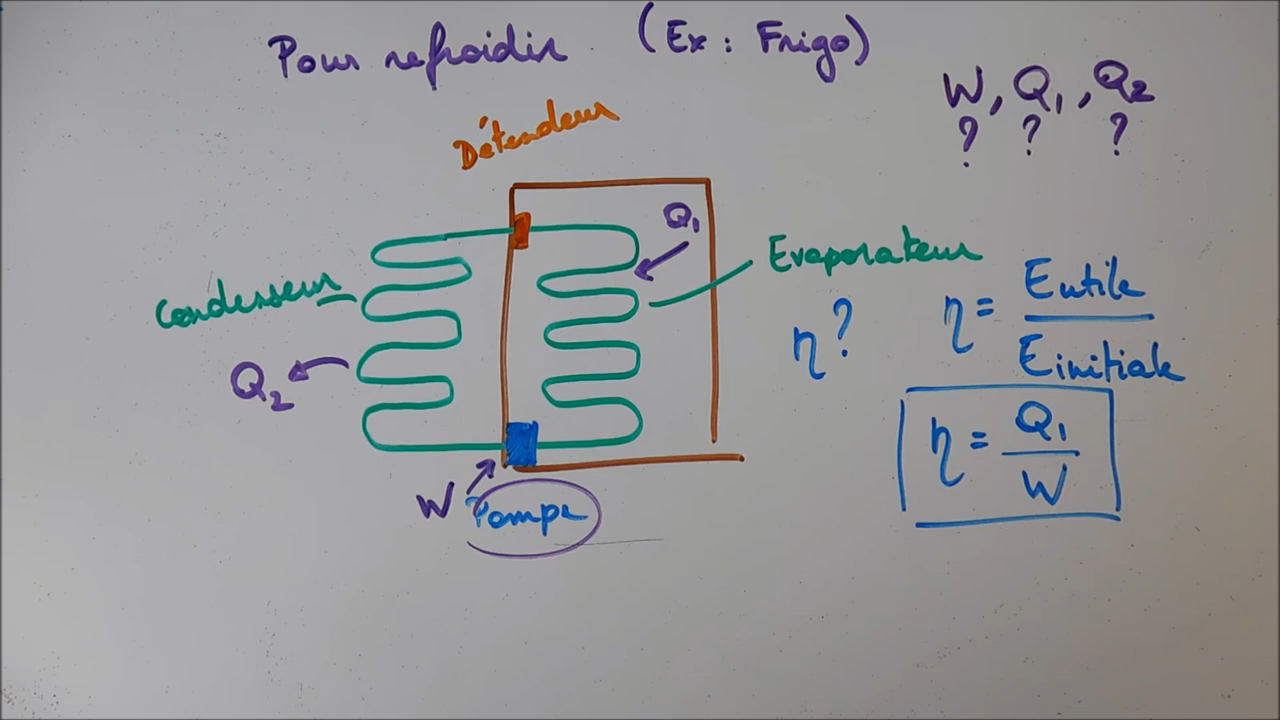 Pour refroidir (Ex : Frigo)
W, Q₁, Q₂
? ? ?
Détendeur
Q₁
Evaporateur
Condenseur
Q₂
W
Pompe
η?
η = Eutile / Einitiale
η = Q₁ / W